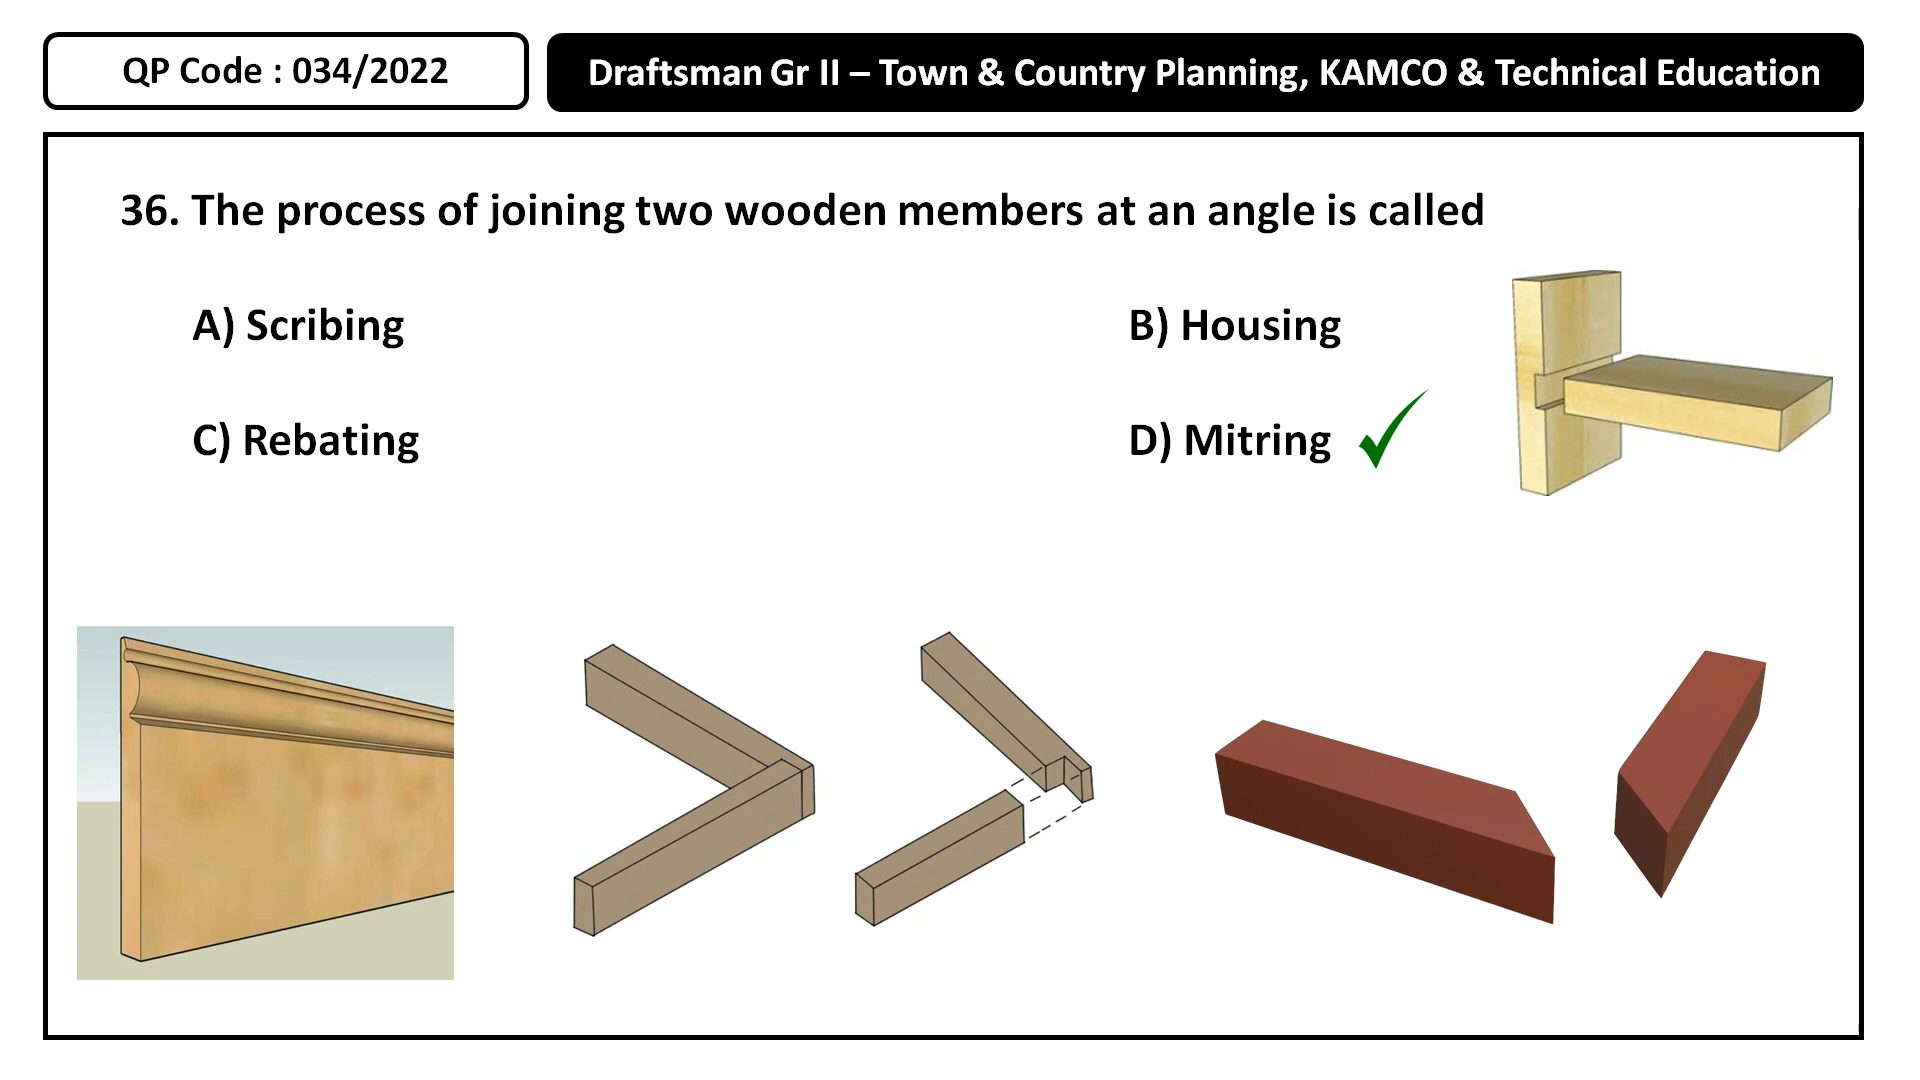 QP Code : 034/2022
Draftsman Gr II – Town & Country Planning, KAMCO & Technical Education
36. The process of joining two wooden members at an angle is called
A) Scribing
B) Housing
C) Rebating
D) Mitring